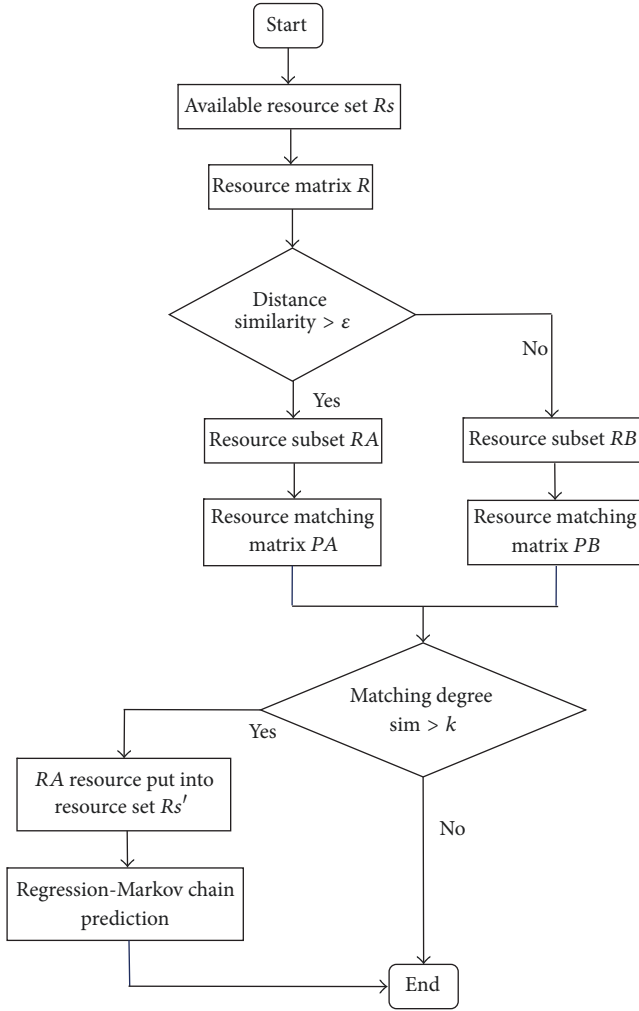 Start
Available resource set Rs
Resource matrix R
Distance
similarity > ε
No
Yes
Resource subset RA
Resource subset RB
Resource matching
matrix PA
Resource matching
matrix PB
Matching degree
sim > k
Yes
RA resource put into
resource set Rs′
No
Regression-Markov chain
prediction
End